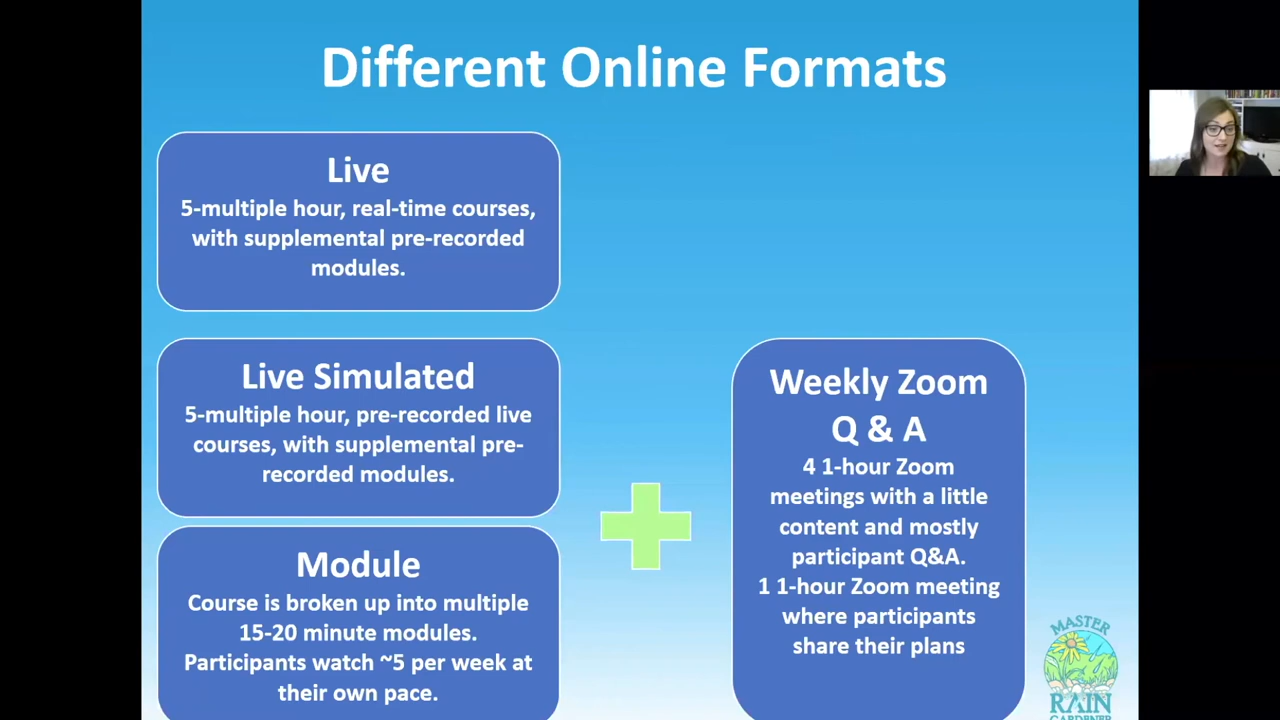 Different Online Formats
Live
5-multiple hour, real-time courses,
with supplemental pre-recorded
modules.
Live Simulated
5-multiple hour, pre-recorded live
courses, with supplemental pre-
recorded modules.
Module
Course is broken up into multiple
15-20 minute modules.
Participants watch ~5 per week at
their own pace.
Weekly Zoom
Q & A
4 1-hour Zoom
meetings with a little
content and mostly
participant Q&A.
1 1-hour Zoom meeting
where participants
share their plans
MASTER
RAIN
GARDENER